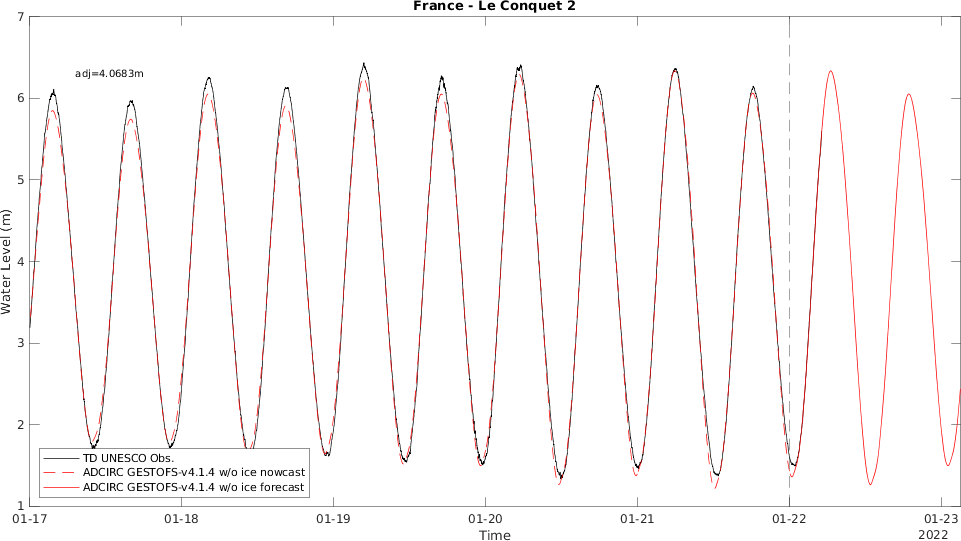 France - Le Conquet 2
adj=4.0683m
7
6
5
4
3
2
1
Water Level (m)
TD UNESCO Obs.
ADCIRC GESTOFS-v4.1.4 w/o ice nowcast
ADCIRC GESTOFS-v4.1.4 w/o ice forecast
01-17 01-18 01-19 01-20 01-21 01-22 01-23
Time
2022